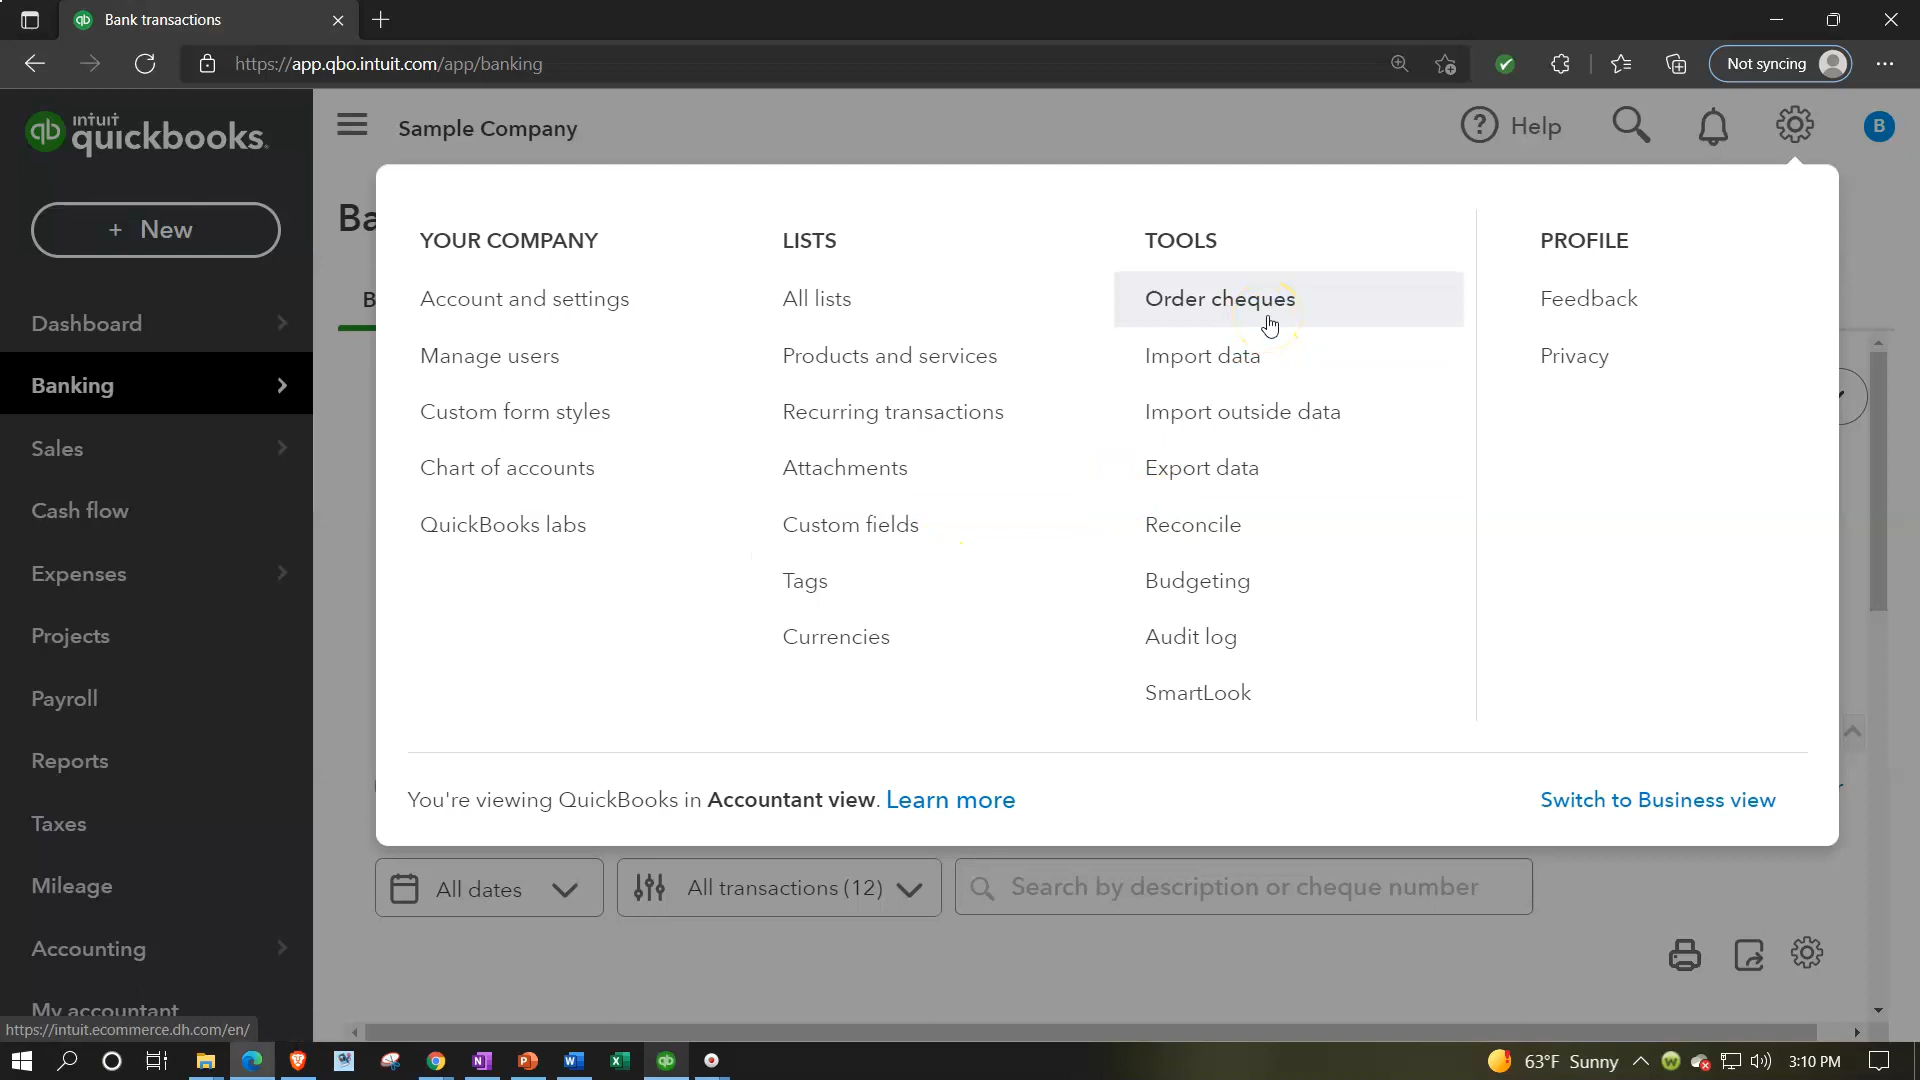 Bank transactions
https://app.qbo.intuit.com/app/banking
Not syncing
intuit
quickbooks.
Sample Company
Help
B
+ New
Ba
B
Dashboard
Banking
Sales
Cash flow
Expenses
Projects
Payroll
Reports
Taxes
Mileage
Accounting
My accountant
YOUR COMPANY
Account and settings
Manage users
Custom form styles
Chart of accounts
QuickBooks labs
LISTS
All lists
Products and services
Recurring transactions
Attachments
Custom fields
Tags
Currencies
TOOLS
Order cheques
Import data
Import outside data
Export data
Reconcile
Budgeting
Audit log
SmartLook
PROFILE
Feedback
Privacy
You're viewing QuickBooks in Accountant view. Learn more
Switch to Business view
All dates
All transactions (12)
Search by description or cheque number
https://intuit.ecommerce.dh.com/en/
63°F Sunny
3:10 PM